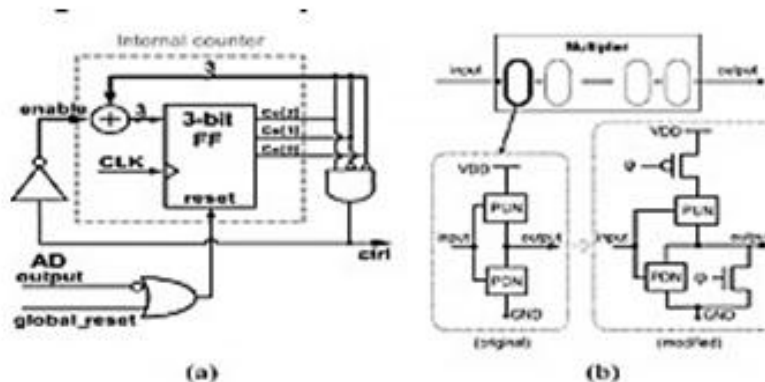 Internal counter
3
enable
3
3-bit
FF
Co[2]
Co[1]
Co[0]
CLK
reset
ctrl
AD
output
global_reset
(a)
Multiplier
input
output
VDD
PUN
input
output
PDN
GND
(original)
VDD
φ
PUN
input
output
PDN
φ
GND
(modified)
(b)